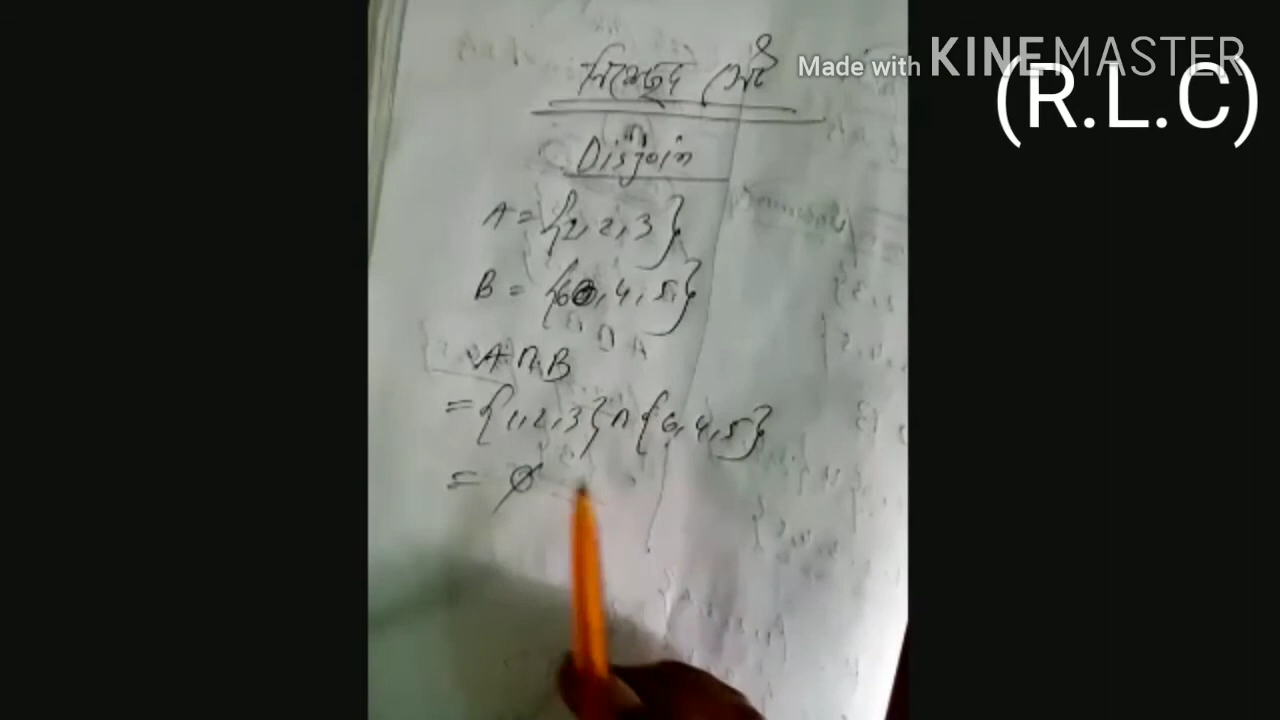 Made with KINEMASTER
(R.L.C)
নিশ্ছেদ সেট
Disjoin
A = {1, 2, 3}
B = {6, 4, 5}
A ∩ B
= {1, 2, 3} ∩ {6, 4, 5}
= ∅